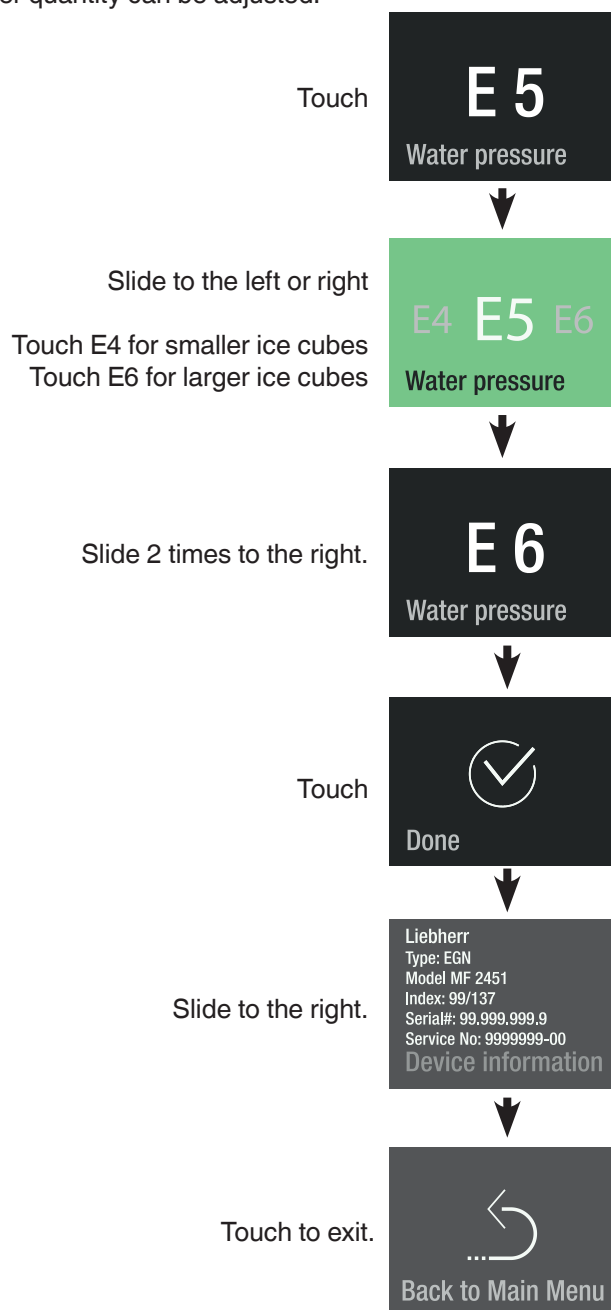 quantity can be adjusted.
Touch
E 5
Water pressure
Slide to the left or right
Touch E4 for smaller ice cubes
Touch E6 for larger ice cubes
E4 E5 E6
Water pressure
Slide 2 times to the right.
E 6
Water pressure
Touch
Done
Slide to the right.
Liebherr
Type: EGN
Model MF 2451
Index: 99/137
Serial#: 99.999.999.9
Service No: 9999999-00
Device information
Touch to exit.
Back to Main Menu